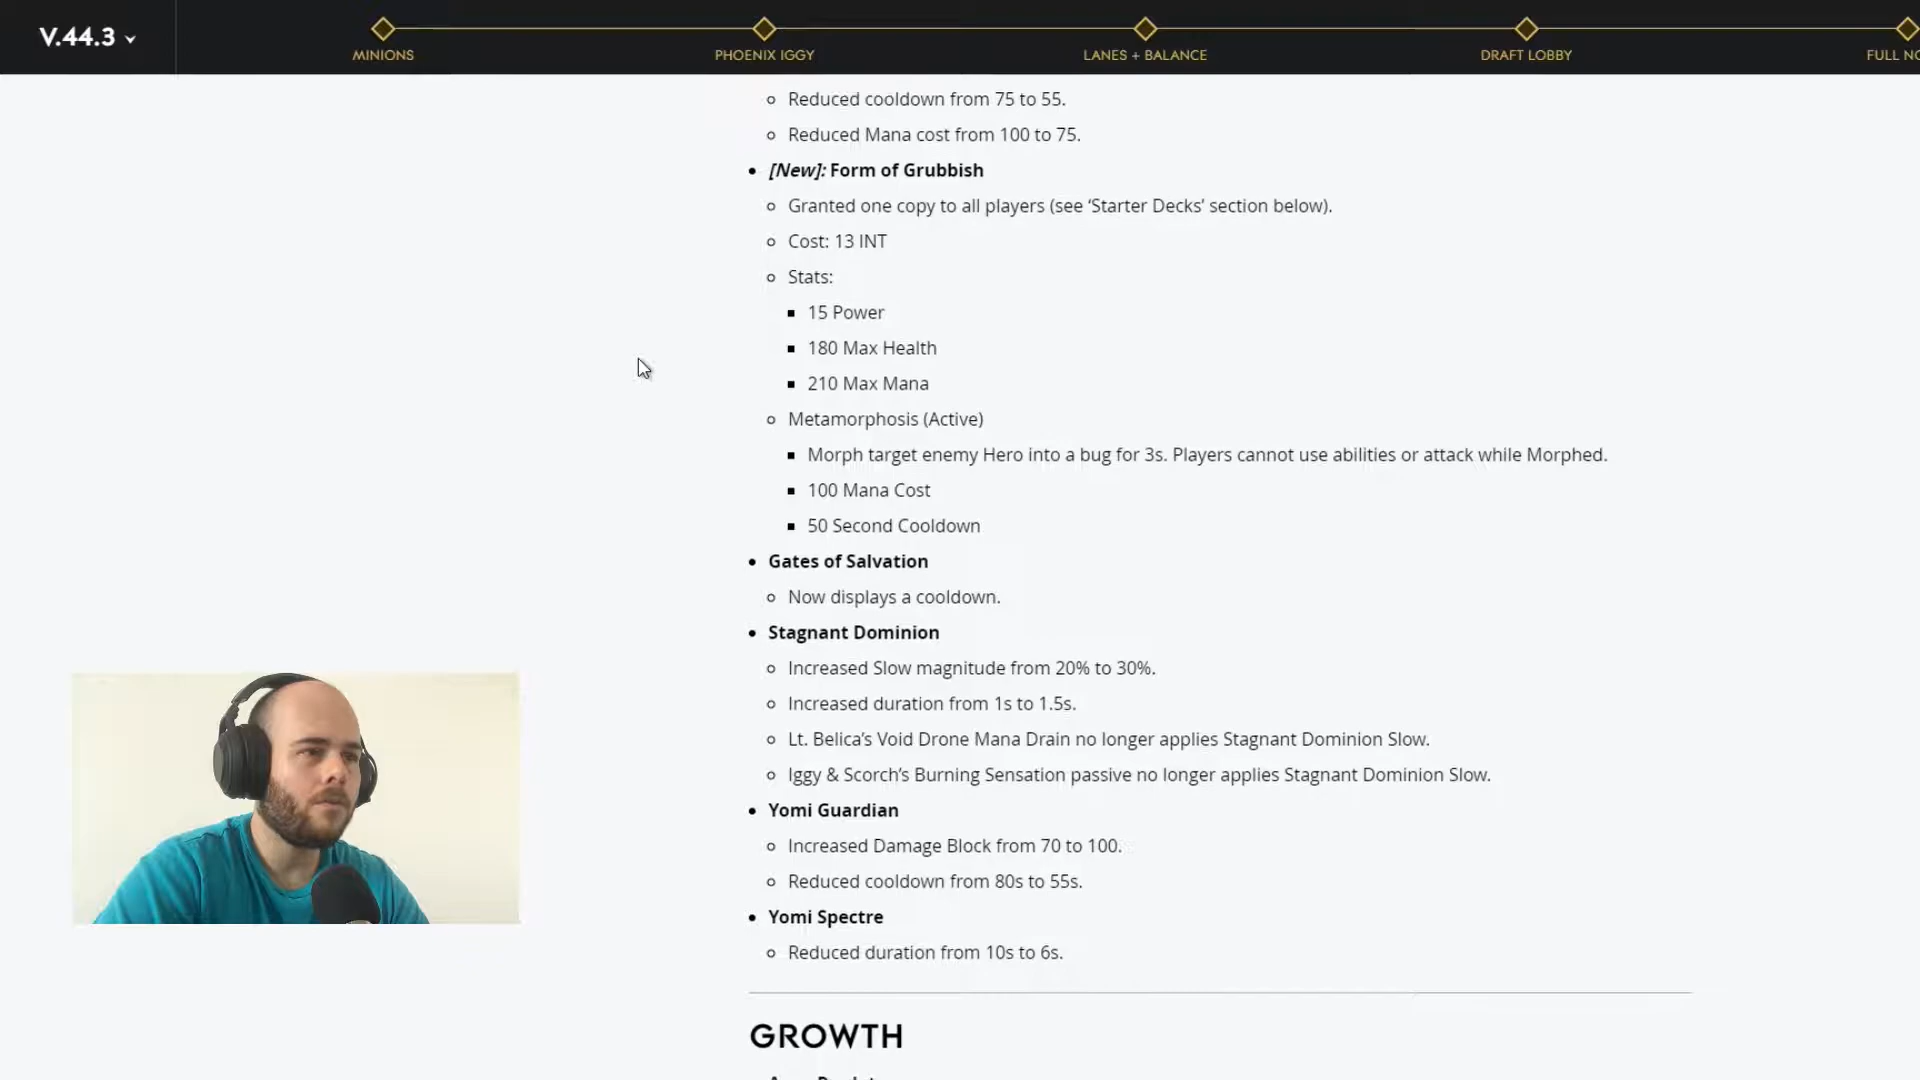 V.44.3
MINIONS
PHOENIX IGGY
LANES + BALANCE
DRAFT LOBBY
FULL NO
Reduced cooldown from 75 to 55.
Reduced Mana cost from 100 to 75.
[New]: Form of Grubbish
Granted one copy to all players (see ‘Starter Decks’ section below).
Cost: 13 INT
Stats:
15 Power
180 Max Health
210 Max Mana
Metamorphosis (Active)
Morph target enemy Hero into a bug for 3s. Players cannot use abilities or attack while Morphed.
100 Mana Cost
50 Second Cooldown
Gates of Salvation
Now displays a cooldown.
Stagnant Dominion
Increased Slow magnitude from 20% to 30%.
Increased duration from 1s to 1.5s.
Lt. Belica’s Void Drone Mana Drain no longer applies Stagnant Dominion Slow.
Iggy & Scorch’s Burning Sensation passive no longer applies Stagnant Dominion Slow.
Yomi Guardian
Increased Damage Block from 70 to 100.
Reduced cooldown from 80s to 55s.
Yomi Spectre
Reduced duration from 10s to 6s.
GROWTH